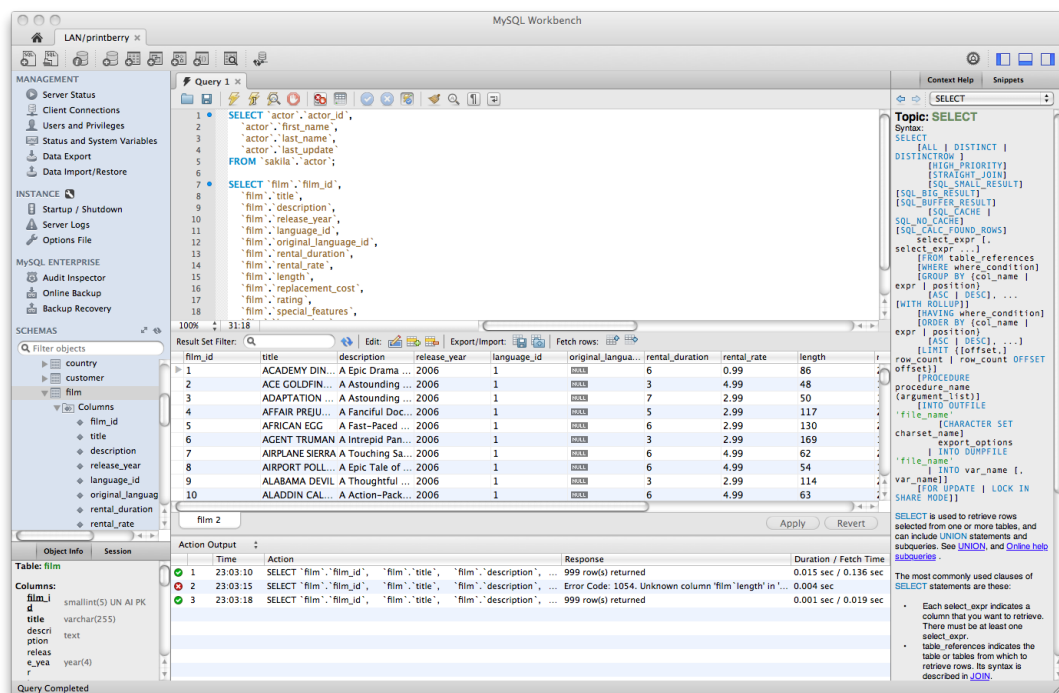 MySQL Workbench
LAN/printberry
MANAGEMENT
Server Status
Client Connections
Users and Privileges
Status and System Variables
Data Export
Data Import/Restore
INSTANCE
Startup / Shutdown
Server Logs
Options File
MySQL ENTERPRISE
Audit Inspector
Online Backup
Backup Recovery
SCHEMAS
Filter objects
country
customer
film
Columns
film_id
title
description
release_year
language_id
original_languag
rental_duration
rental_rate
Object Info Session
Table: film
Columns:
film_i
d smallint(5) UN AI PK
title varchar(255)
descri
ption text
releas
e_yea year(4)
r
Query Completed
Query 1
1 SELECT `actor`.`actor_id`,
2 `actor`.`first_name`,
3 `actor`.`last_name`,
4 `actor`.`last_update`
5 FROM `sakila`.`actor`;
6
7 SELECT `film`.`film_id`,
8 `film`.`title`,
9 `film`.`description`,
10 `film`.`release_year`,
11 `film`.`language_id`,
12 `film`.`original_language_id`,
13 `film`.`rental_duration`,
14 `film`.`rental_rate`,
15 `film`.`length`,
16 `film`.`replacement_cost`,
17 `film`.`rating`,
18 `film`.`special_features`,
100% 31:18
Result Set Filter: Edit: Export/Import: Fetch rows:
film_id title description release_year language_id original_langua... rental_duration rental_rate length
1 ACADEMY DIN... A Epic Drama ... 2006 1 NULL 6 0.99 86
2 ACE GOLDFIN... A Astounding ... 2006 1 NULL 3 4.99 48
3 ADAPTATION ... A Astounding ... 2006 1 NULL 7 2.99 50
4 AFFAIR PREJU... A Fanciful Doc... 2006 1 NULL 5 2.99 117
5 AFRICAN EGG A Fast-Paced ... 2006 1 NULL 6 2.99 130
6 AGENT TRUMAN A Intrepid Pan... 2006 1 NULL 3 2.99 169
7 AIRPLANE SIERRA A Touching Sa... 2006 1 NULL 6 4.99 62
8 AIRPORT POLL... A Epic Tale of ... 2006 1 NULL 6 4.99 54
9 ALABAMA DEVIL A Thoughtful ... 2006 1 NULL 3 2.99 114
10 ALADDIN CAL... A Action-Pack... 2006 1 NULL 6 4.99 63
film 2
Apply Revert
Action Output
Time Action Response Duration / Fetch Time
1 23:03:10 SELECT `film`.`film_id`, `film`.`title`, `film`.`description`, ... 999 row(s) returned 0.015 sec / 0.136 sec
2 23:03:15 SELECT `film`.`film_id`, `film`.`title`, `film`.`description`, ... Error Code: 1054. Unknown column 'film`length' in '... 0.004 sec
3 23:03:18 SELECT `film`.`film_id`, `film`.`title`, `film`.`description`, ... 999 row(s) returned 0.001 sec / 0.019 sec
Context Help Snippets
SELECT
Topic: SELECT
Syntax:
SELECT
[ALL | DISTINCT |
DISTINCTROW ]
[HIGH_PRIORITY]
[STRAIGHT_JOIN]
[SQL_SMALL_RESULT]
[SQL_BIG_RESULT]
[SQL_BUFFER_RESULT]
[SQL_CACHE |
SQL_NO_CACHE]
[SQL_CALC_FOUND_ROWS]
select_expr [,
select_expr ...]
[FROM table_references
[WHERE where_condition]
[GROUP BY {col_name |
expr | position}
[ASC | DESC], ...
[WITH ROLLUP]]
[HAVING where_condition]
[ORDER BY {col_name |
expr | position}
[ASC | DESC], ...]
[LIMIT {[offset,]
row_count | row_count OFFSET
offset}]
[PROCEDURE
procedure_name
(argument_list)]
[INTO OUTFILE
'file_name'
[CHARACTER SET
charset_name]
export_options
| INTO DUMPFILE
'file_name'
| INTO var_name [,
var_name]]
[FOR UPDATE | LOCK IN
SHARE MODE]]
SELECT is used to retrieve rows
selected from one or more tables, and
can include UNION statements and
subqueries. See UNION, and Online help
subqueries .
The most commonly used clauses of
SELECT statements are these:
• Each select_expr indicates a
column that you want to retrieve.
There must be at least one
select_expr.
• table_references indicates the
table or tables from which to
retrieve rows. Its syntax is
described in JOIN.